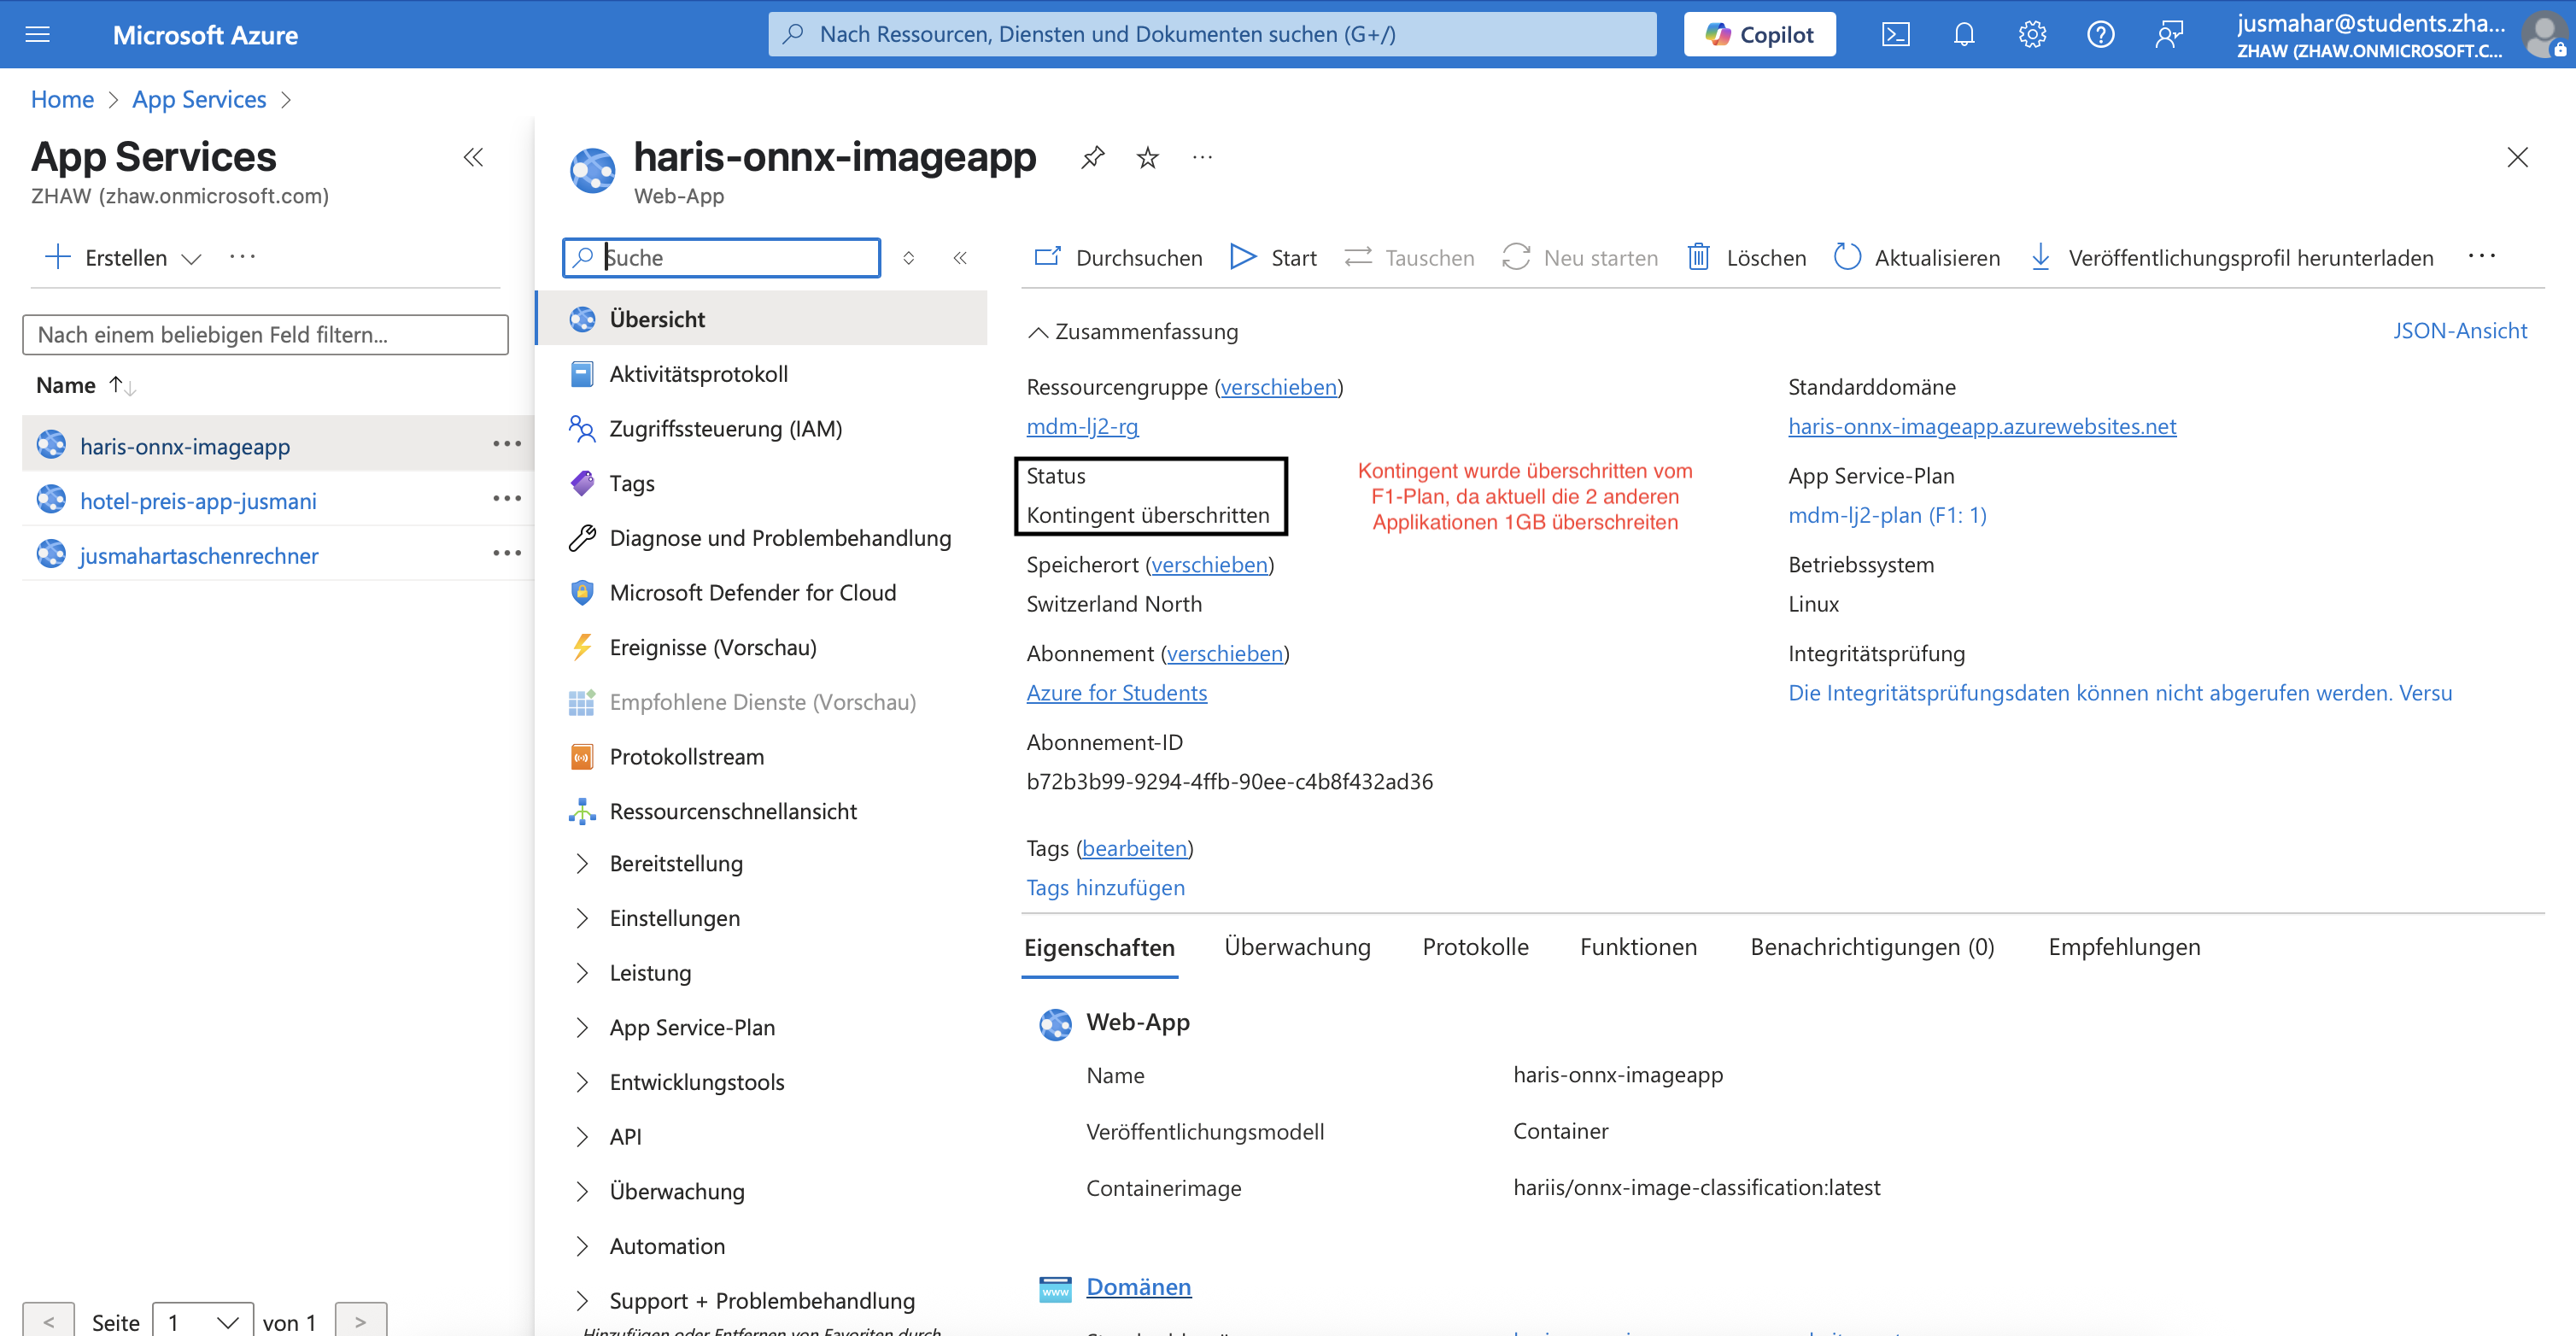 Microsoft Azure
Nach Ressourcen, Diensten und Dokumenten suchen (G+/)
Copilot
jusmahar@students.zha...
ZHAW (ZHAW.ONMICROSOFT.C...
Home > App Services >
App Services
ZHAW (zhaw.onmicrosoft.com)
Erstellen
Nach einem beliebigen Feld filtern...
Name
haris-onnx-imageapp
hotel-preis-app-jusmani
jusmahartaschenrechner
Seite 1 von 1
haris-onnx-imageapp
Web-App
Suche
Übersicht
Aktivitätsprotokoll
Zugriffssteuerung (IAM)
Tags
Diagnose und Problembehandlung
Microsoft Defender for Cloud
Ereignisse (Vorschau)
Empfohlene Dienste (Vorschau)
Protokollstream
Ressourcenschnellansicht
Bereitstellung
Einstellungen
Leistung
App Service-Plan
Entwicklungstools
API
Überwachung
Automation
Support + Problembehandlung
Hinzufügen oder Entfernen von Favoriten durch
Durchsuchen Start Tauschen Neu starten Löschen Aktualisieren Veröffentlichungsprofil herunterladen
Zusammenfassung
JSON-Ansicht
Ressourcengruppe (verschieben)
mdm-lj2-rg
Status
Kontingent überschritten
Kontingent wurde überschritten vom
F1-Plan, da aktuell die 2 anderen
Applikationen 1GB überschreiten
Speicherort (verschieben)
Switzerland North
Abonnement (verschieben)
Azure for Students
Abonnement-ID
b72b3b99-9294-4ffb-90ee-c4b8f432ad36
Standarddomäne
haris-onnx-imageapp.azurewebsites.net
App Service-Plan
mdm-lj2-plan (F1: 1)
Betriebssystem
Linux
Integritätsprüfung
Die Integritätsprüfungsdaten können nicht abgerufen werden. Versu
Tags (bearbeiten)
Tags hinzufügen
Eigenschaften Überwachung Protokolle Funktionen Benachrichtigungen (0) Empfehlungen
Web-App
Name haris-onnx-imageapp
Veröffentlichungsmodell Container
Containerimage hariis/onnx-image-classification:latest
www
Domänen